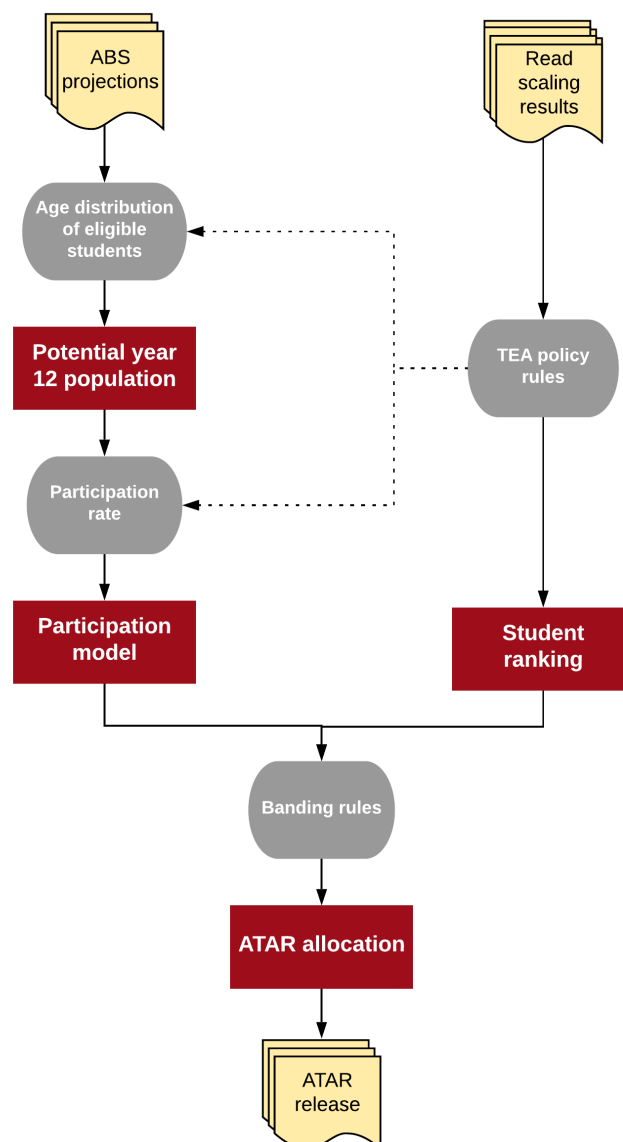 ABS
projections
Read
scaling
results
Age distribution
of eligible
students
Potential year
12 population
TEA policy
rules
Participation
rate
Participation
model
Student
ranking
Banding rules
ATAR allocation
ATAR
release